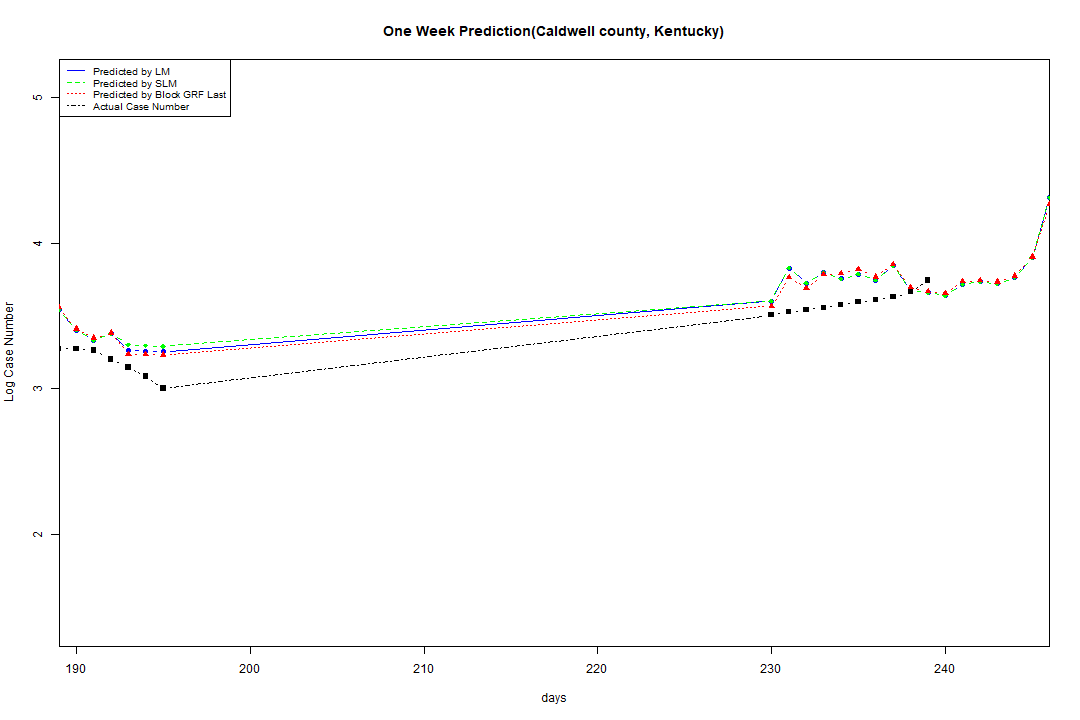 One Week Prediction(Caldwell county, Kentucky)
Predicted by LM
Predicted by SLM
Predicted by Block GRF Last
Actual Case Number
5
4
3
2
Log Case Number
190 200 210 220 230 240
days